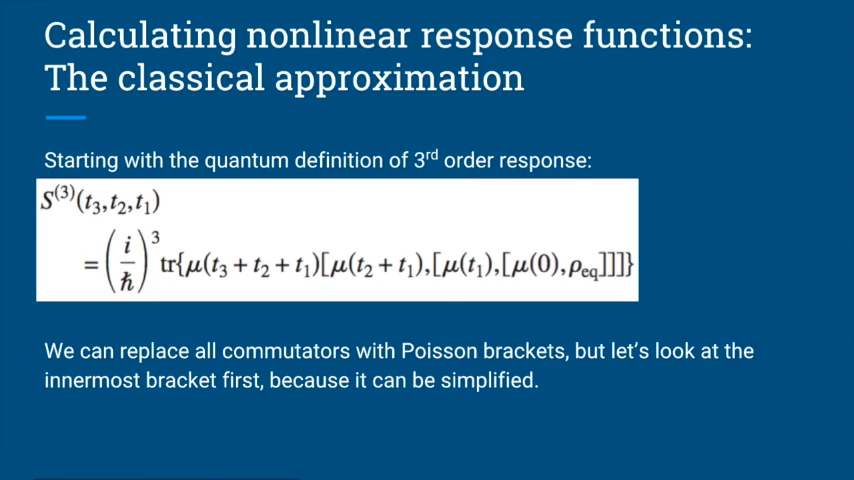 Calculating nonlinear response functions:
The classical approximation
Starting with the quantum definition of 3rd order response:
S⁽³⁾(t₃,t₂,t₁)
= (i/ħ)³ tr{μ(t₃ + t₂ + t₁)[μ(t₂ + t₁),[μ(t₁),[μ(0),ρeq]]]}
We can replace all commutators with Poisson brackets, but let's look at the
innermost bracket first, because it can be simplified.